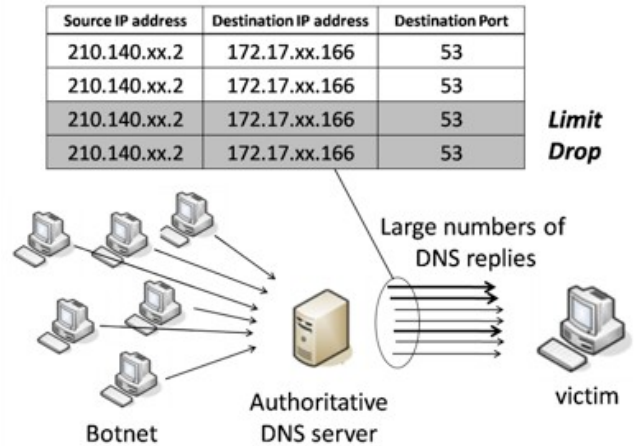 Source IP address Destination IP address Destination Port
210.140.xx.2 172.17.xx.166 53
210.140.xx.2 172.17.xx.166 53
210.140.xx.2 172.17.xx.166 53 Limit
210.140.xx.2 172.17.xx.166 53 Drop
Large numbers of
DNS replies
Botnet
Authoritative
DNS server
victim